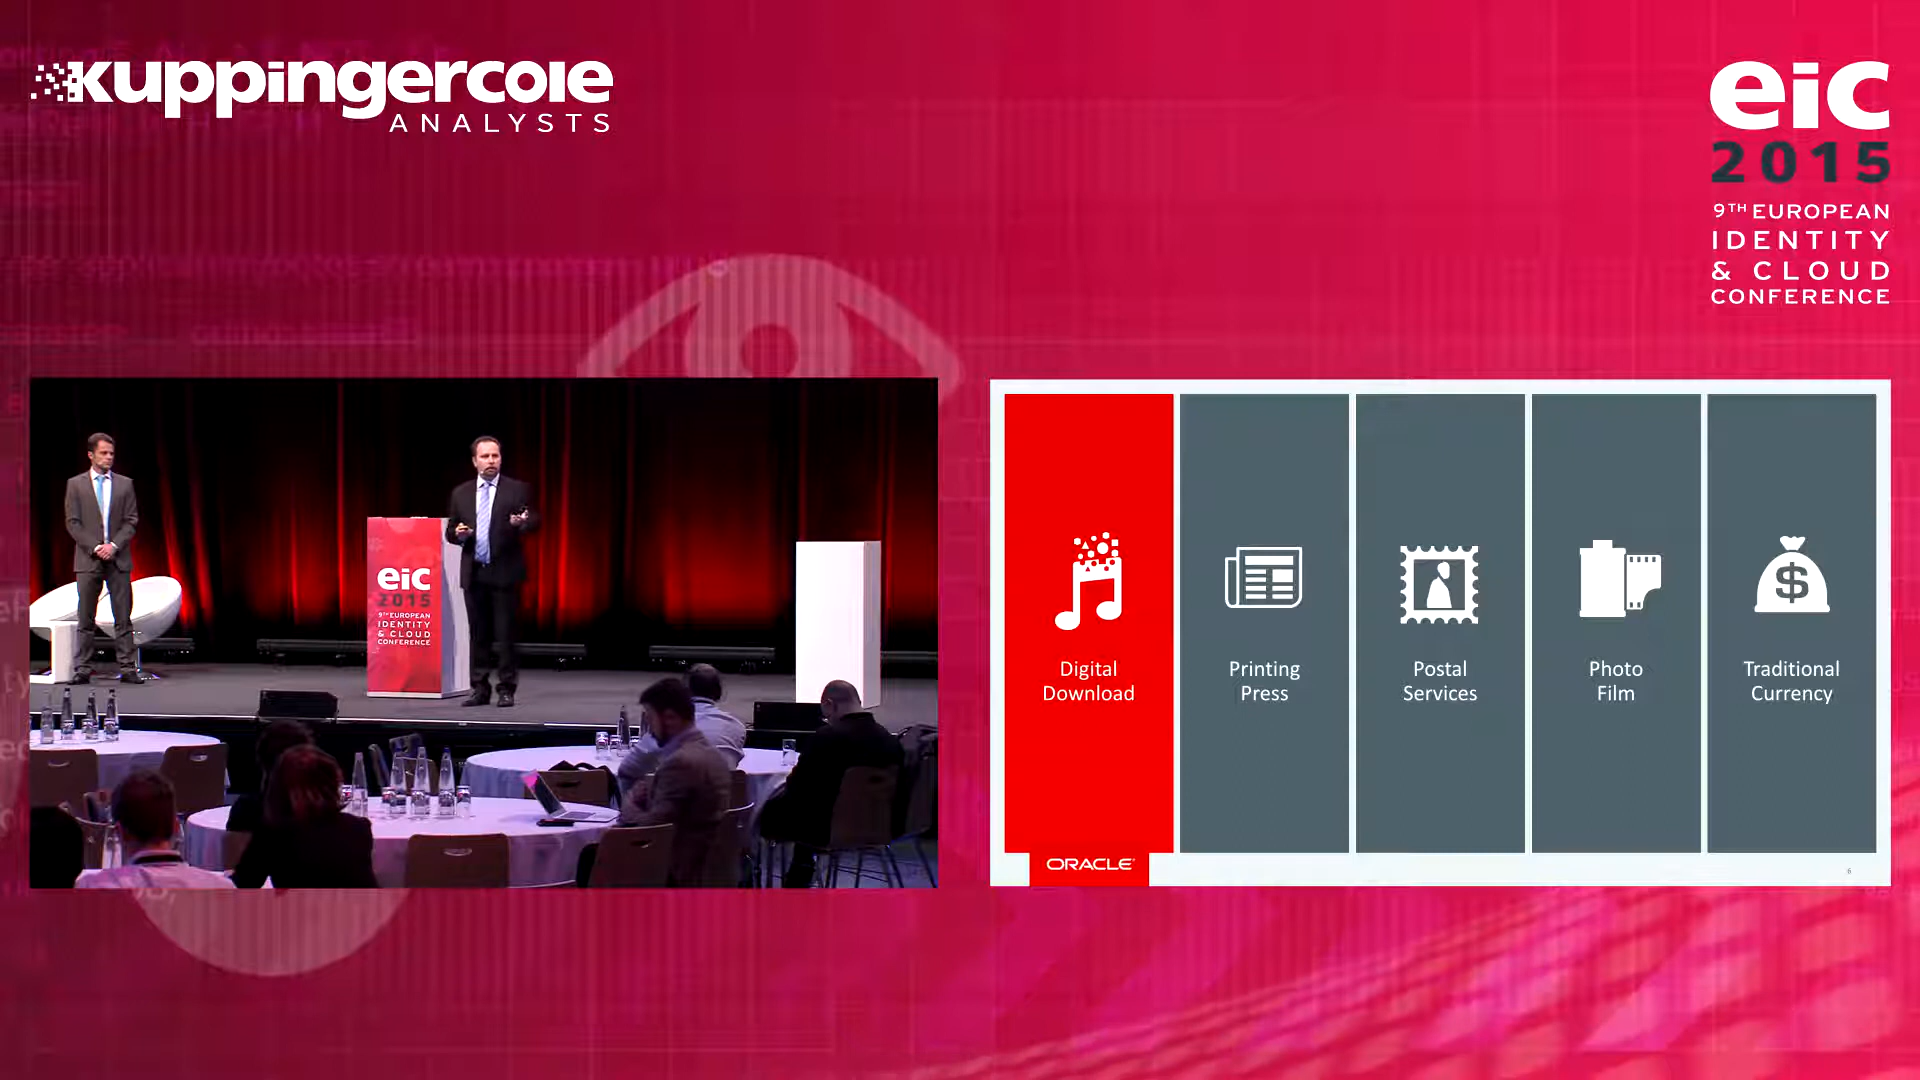 kuppingercole
ANALYSTS
eic
2015
9TH EUROPEAN
IDENTITY
& CLOUD
CONFERENCE
eic
2015
9TH EUROPEAN
IDENTITY
& CLOUD
CONFERENCE
Digital
Download
Printing
Press
Postal
Services
Photo
Film
Traditional
Currency
$
ORACLE
6